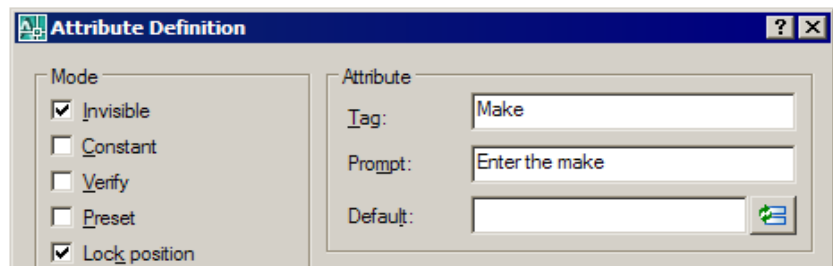 Attribute Definition
Mode
Invisible
Constant
Verify
Preset
Lock position
Attribute
Tag: Make
Prompt: Enter the make
Default: